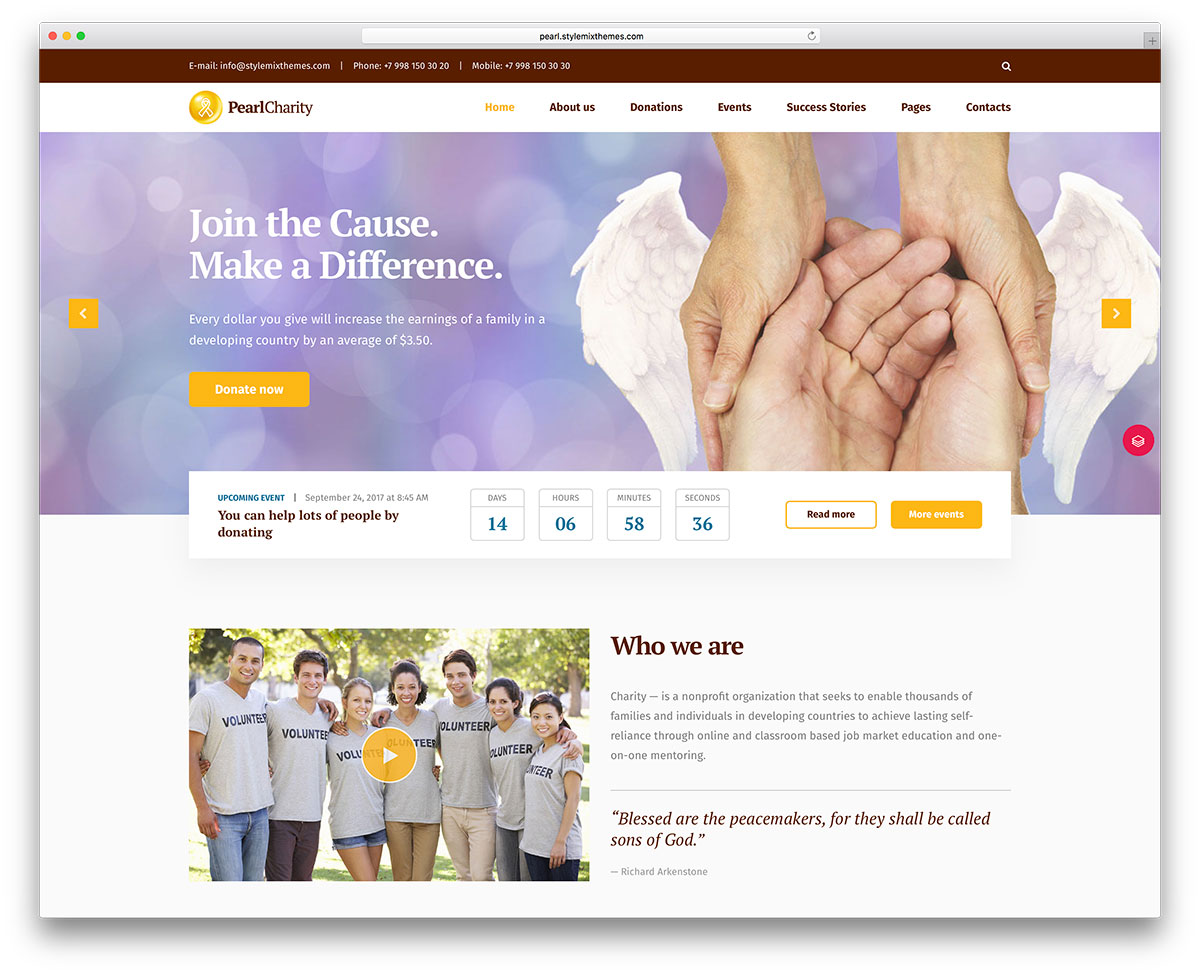 pearl.stylemixthemes.com
E-mail: info@stylemixthemes.com | Phone: +7 998 150 30 20 | Mobile: +7 998 150 30 30
PearlCharity
Home About us Donations Events Success Stories Pages Contacts
Join the Cause.
Make a Difference.
Every dollar you give will increase the earnings of a family in a
developing country by an average of $3.50.
Donate now
UPCOMING EVENT | September 24, 2017 at 8:45 AM
You can help lots of people by
donating
DAYS HOURS MINUTES SECONDS
14 06 58 36
Read more More events
VOLUNTEER
VOLUNTEER
VOLUNTEER
VOLUNTEER
VOLUNTEER
Who we are
Charity — is a nonprofit organization that seeks to enable thousands of
families and individuals in developing countries to achieve lasting self-
reliance through online and classroom based job market education and one-
on-one mentoring.
“Blessed are the peacemakers, for they shall be called
sons of God.”
— Richard Arkenstone